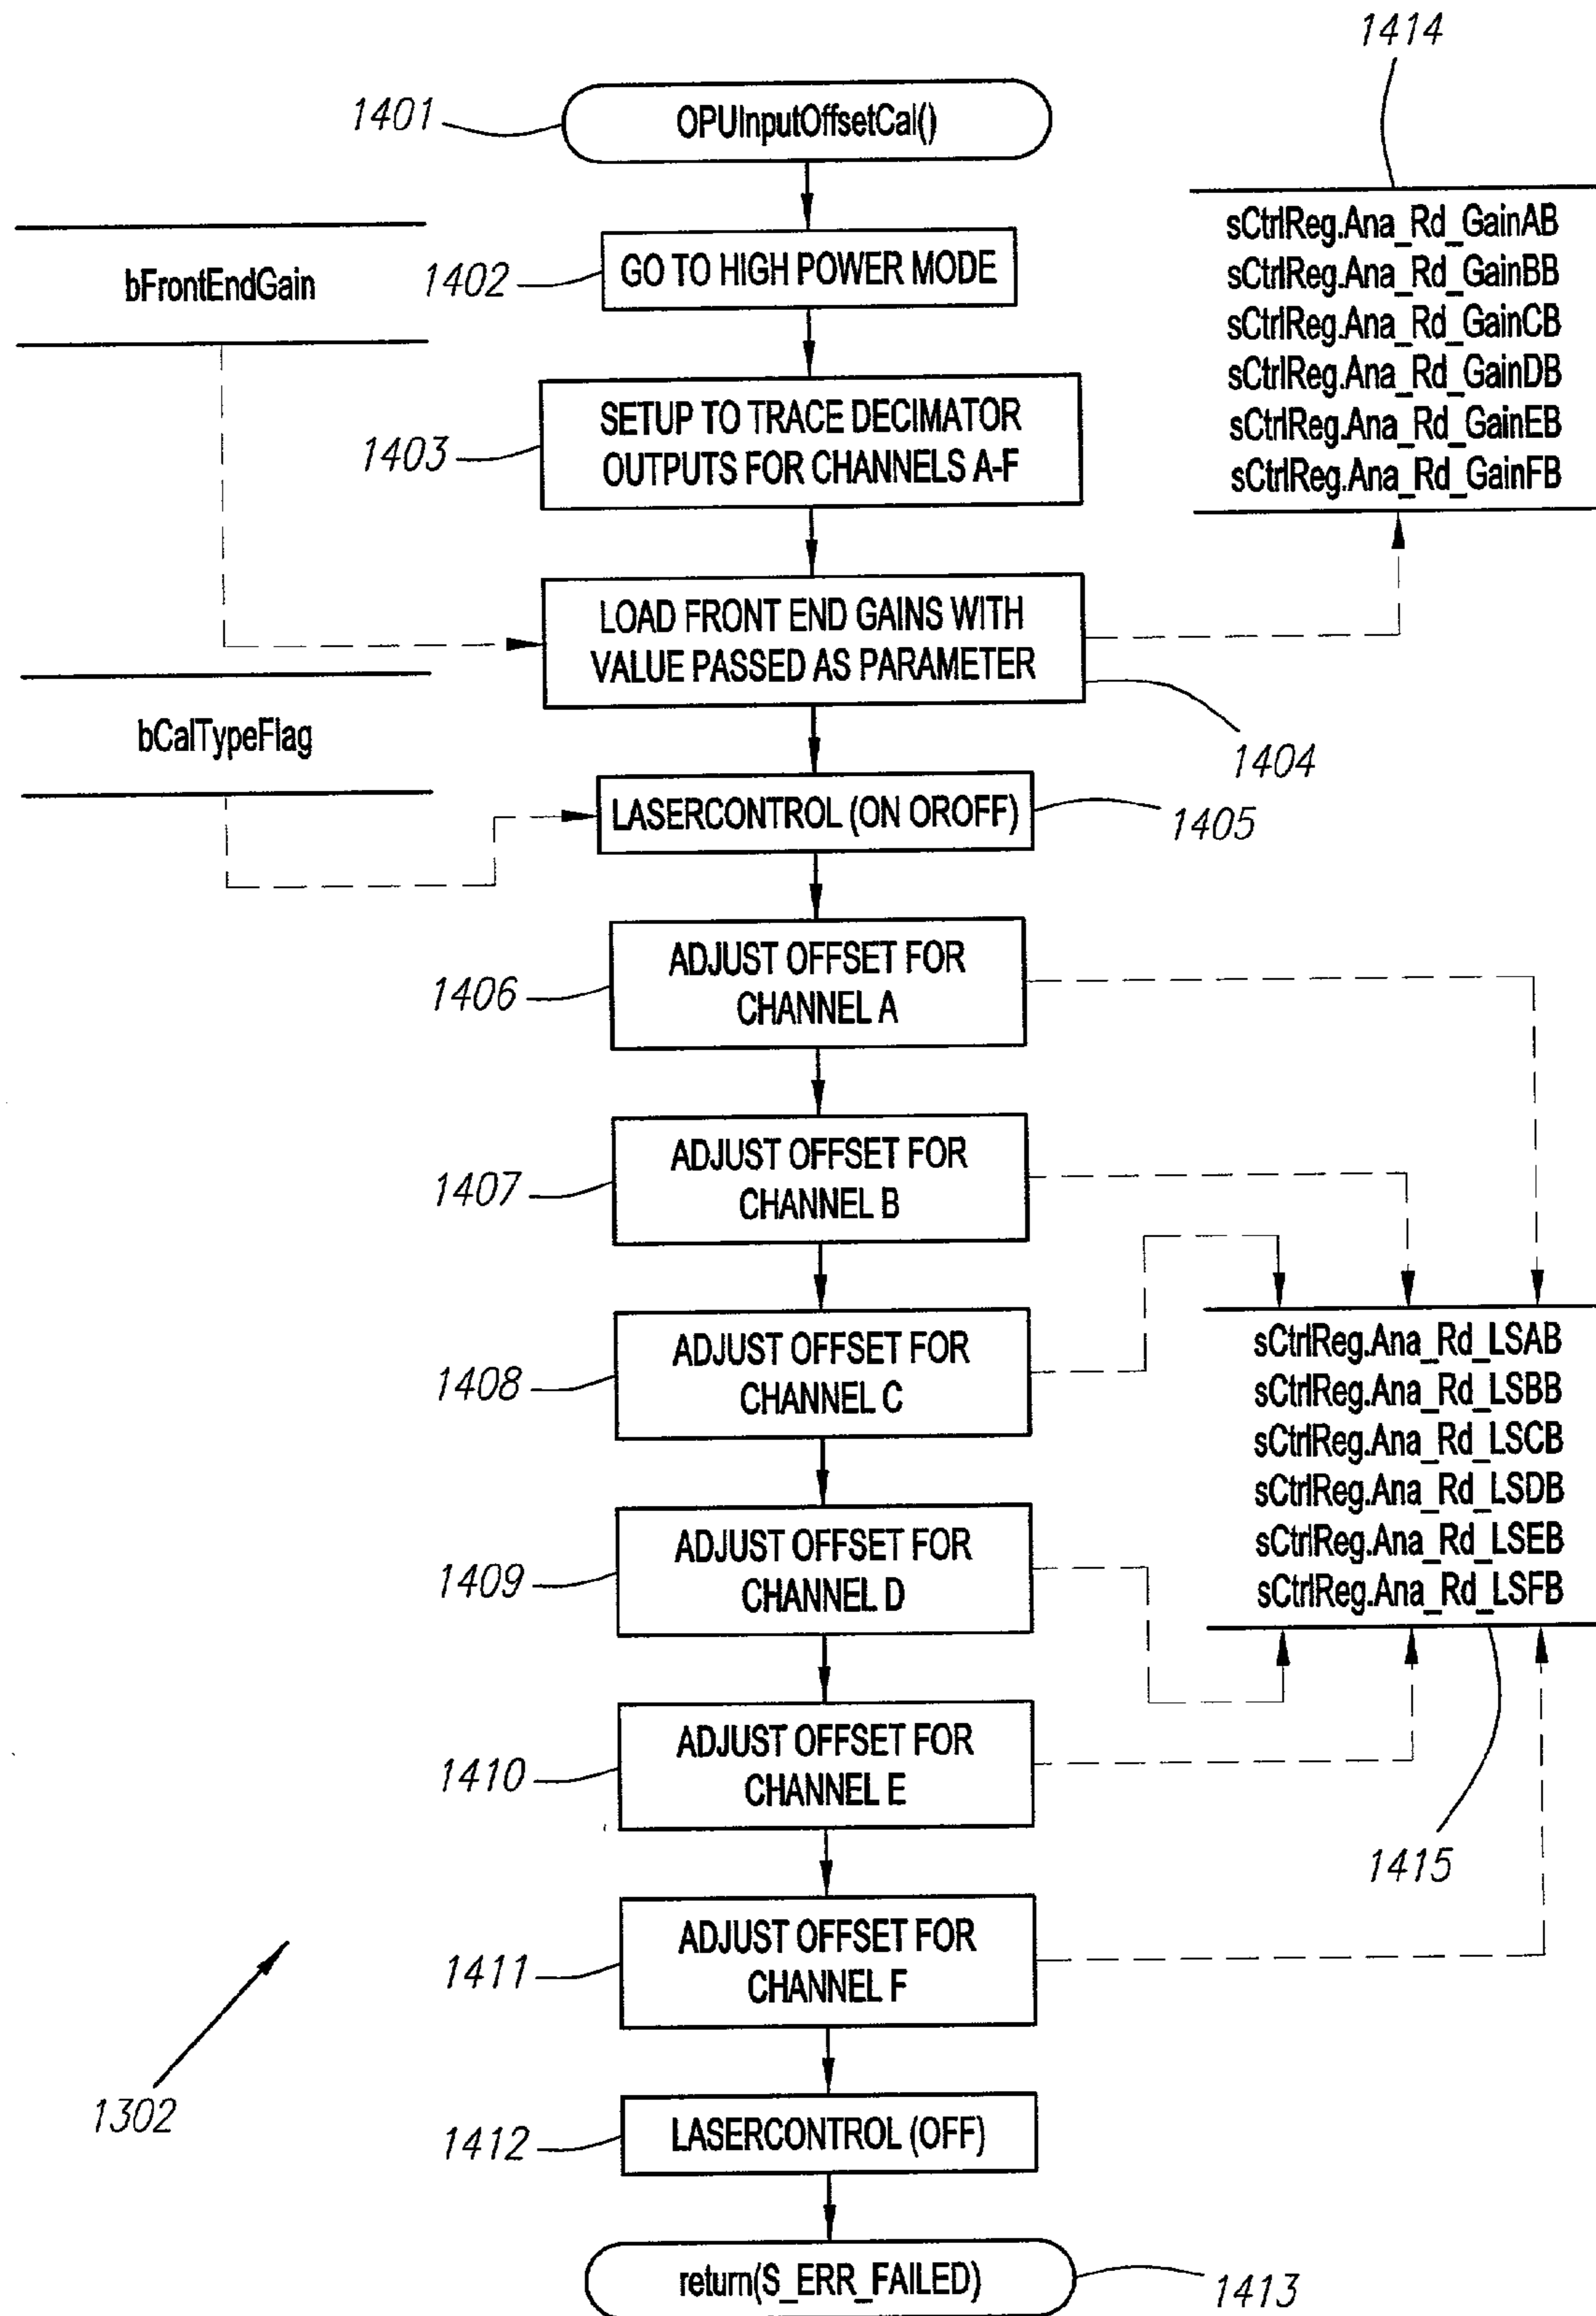 1414
1401
OPUInputOffsetCal()
sCtrlReg.Ana_Rd_GainAB
sCtrlReg.Ana_Rd_GainBB
sCtrlReg.Ana_Rd_GainCB
sCtrlReg.Ana_Rd_GainDB
sCtrlReg.Ana_Rd_GainEB
sCtrlReg.Ana_Rd_GainFB
bFrontEndGain
1402
GO TO HIGH POWER MODE
1403
SETUP TO TRACE DECIMATOR
OUTPUTS FOR CHANNELS A-F
LOAD FRONT END GAINS WITH
VALUE PASSED AS PARAMETER
1404
bCalTypeFlag
LASERCONTROL (ON OROFF)
1405
1406
ADJUST OFFSET FOR
CHANNEL A
1407
ADJUST OFFSET FOR
CHANNEL B
1408
ADJUST OFFSET FOR
CHANNEL C
sCtrlReg.Ana_Rd_LSAB
sCtrlReg.Ana_Rd_LSBB
sCtrlReg.Ana_Rd_LSCB
sCtrlReg.Ana_Rd_LSDB
sCtrlReg.Ana_Rd_LSEB
sCtrlReg.Ana_Rd_LSFB
1409
ADJUST OFFSET FOR
CHANNEL D
1410
ADJUST OFFSET FOR
CHANNEL E
1415
1411
ADJUST OFFSET FOR
CHANNEL F
1302
1412
LASERCONTROL (OFF)
return(S_ERR_FAILED)
1413